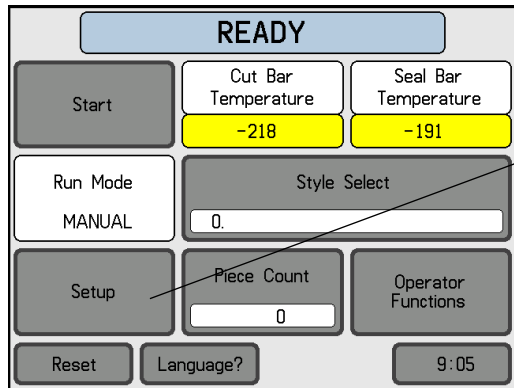 READY
Start
Cut Bar
Temperature
-218
Seal Bar
Temperature
-191
Run Mode
MANUAL
Style Select
0.
Setup
Piece Count
0
Operator
Functions
Reset
Language?
9:05